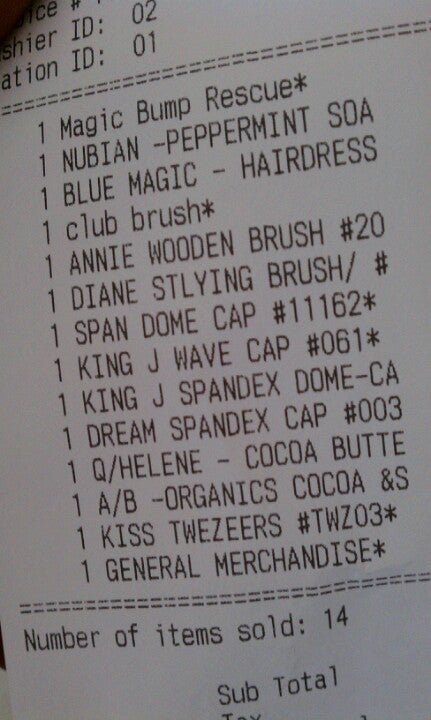 oice #
shier ID: 02
ation ID: 01
1 Magic Bump Rescue*
1 NUBIAN -PEPPERMINT SOA
1 BLUE MAGIC - HAIRDRESS
1 club brush*
1 ANNIE WOODEN BRUSH #20
1 DIANE STLYING BRUSH/ #
1 SPAN DOME CAP #11162*
1 KING J WAVE CAP #061*
1 KING J SPANDEX DOME-CA
1 DREAM SPANDEX CAP #003
1 Q/HELENE - COCOA BUTTE
1 A/B -ORGANICS COCOA &S
1 KISS TWEZEERS #TWZ03*
1 GENERAL MERCHANDISE*
Number of items sold: 14
Sub Total
Tax